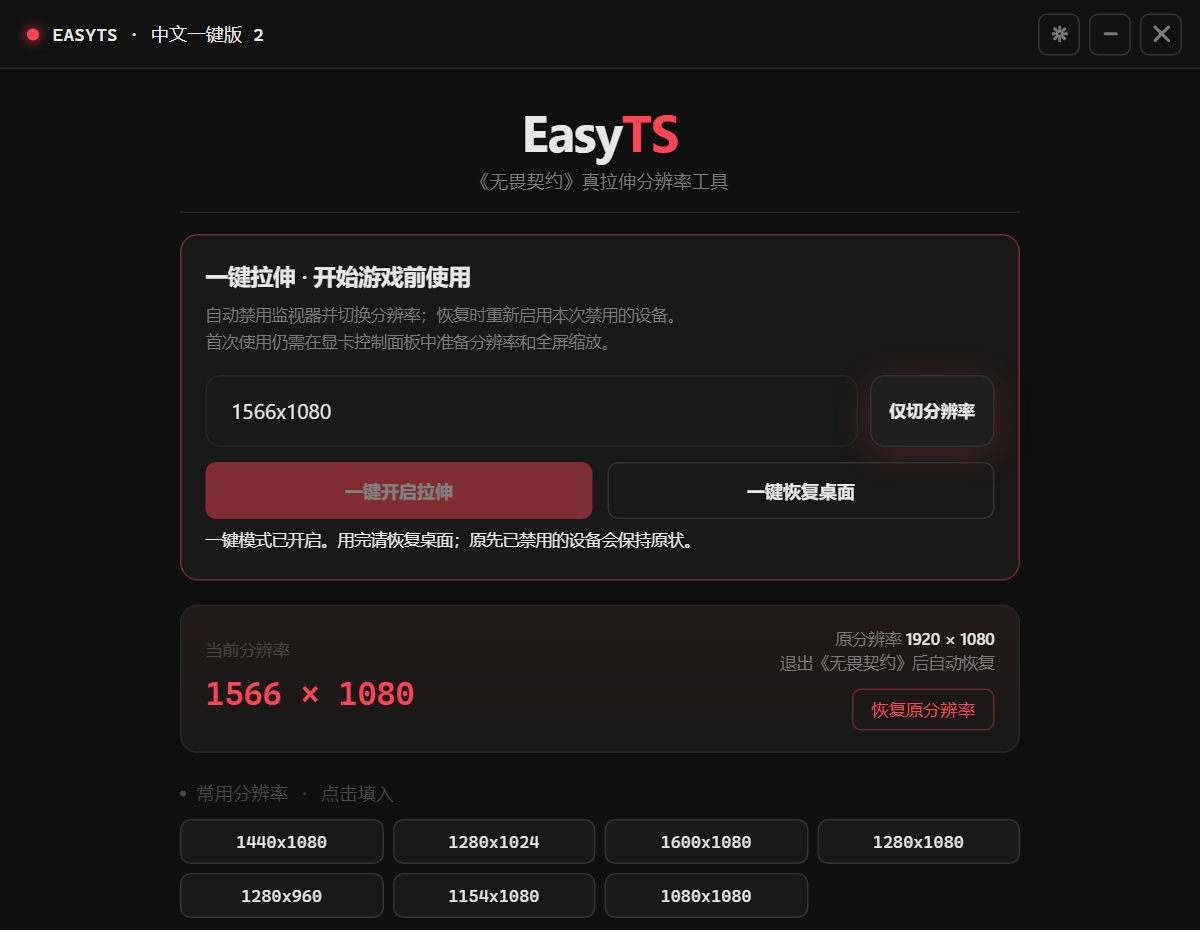 EASYTS · 中文一键版 2
EasyTS
《无畏契约》真拉伸分辨率工具
一键拉伸 · 开始游戏前使用
自动禁用监视器并切换分辨率；恢复时重新启用本次禁用的设备。
首次使用仍需在显卡控制面板中准备分辨率和全屏缩放。
1566x1080
仅切分辨率
一键开启拉伸
一键恢复桌面
一键模式已开启。用完请恢复桌面；原先已禁用的设备会保持原状。
当前分辨率
1566 × 1080
原分辨率 1920 × 1080
退出《无畏契约》后自动恢复
恢复原分辨率
• 常用分辨率 · 点击填入
1440x1080
1280x1024
1600x1080
1280x1080
1280x960
1154x1080
1080x1080